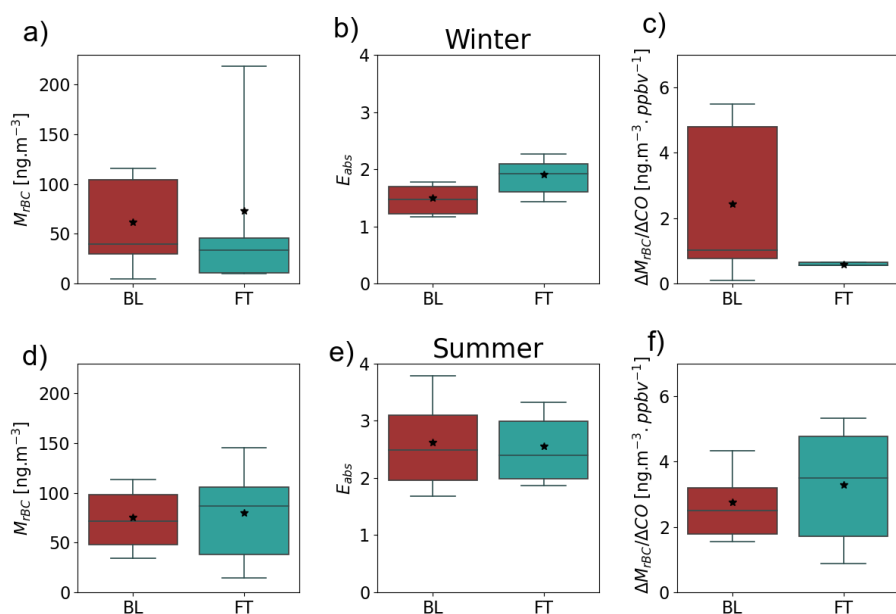 a)
b)
Winter
c)
M_rBC [ng.m⁻³]
200
150
100
50
0
BL
FT
E_abs
4
3
2
1
0
BL
FT
ΔM_rBC/ΔCO [ng.m⁻³. ppbv⁻¹]
6
4
2
0
BL
FT
d)
e)
Summer
f)
M_rBC [ng.m⁻³]
200
150
100
50
0
BL
FT
E_abs
4
3
2
1
0
BL
FT
ΔM_rBC/ΔCO [ng.m⁻³. ppbv⁻¹]
6
4
2
0
BL
FT